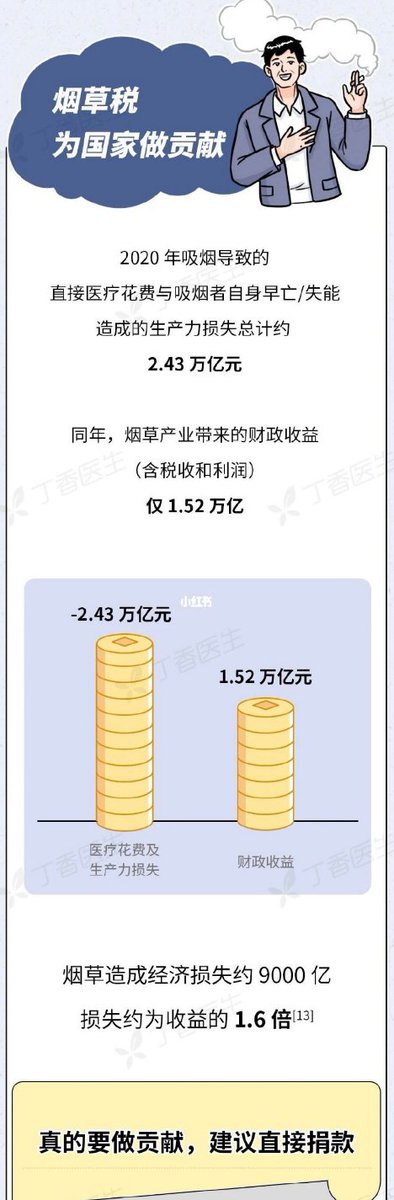 烟草税
为国家做贡献
2020 年吸烟导致的
直接医疗花费与吸烟者自身早亡/失能
造成的生产力损失总计约
2.43 万亿元
同年，烟草产业带来的财政收益
（含税收和利润）
仅 1.52 万亿
小红书
-2.43 万亿元
1.52 万亿元
医疗花费及
生产力损失
财政收益
烟草造成经济损失约 9000 亿
损失约为收益的 1.6 倍[13]
真的要做贡献，建议直接捐款
丁香医生